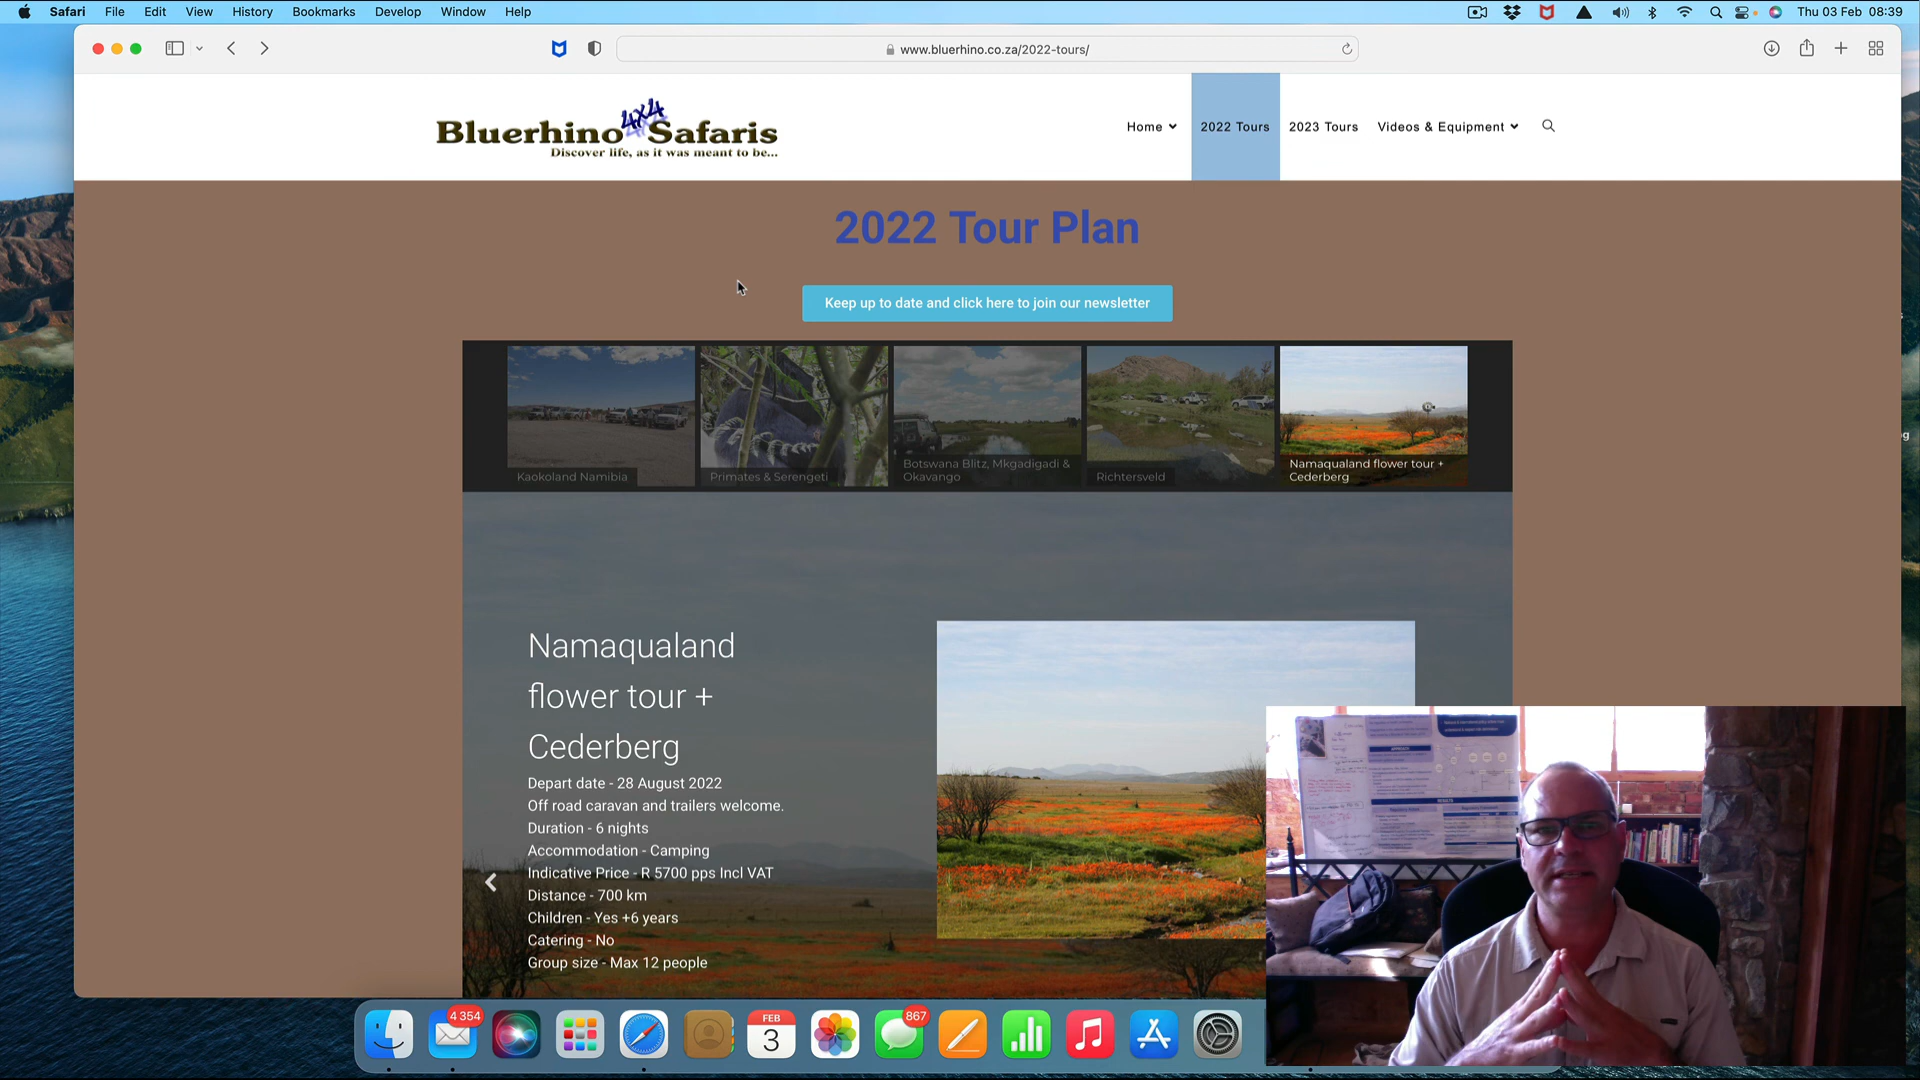 Safari File Edit View History Bookmarks Develop Window Help
Thu 03 Feb 08:39
www.bluerhino.co.za/2022-tours/
Bluerhino 4x4 Safaris
Discover life, as it was meant to be...
Home 2022 Tours 2023 Tours Videos & Equipment
2022 Tour Plan
Keep up to date and click here to join our newsletter
Kaokoland Namibia
Primates & Serengeti
Botswana Blitz, Mkgadigadi &
Okavango
Richtersveld
Namaqualand flower tour +
Cederberg
Namaqualand
flower tour +
Cederberg
Depart date - 28 August 2022
Off road caravan and trailers welcome.
Duration - 6 nights
Accommodation - Camping
Indicative Price - R 5700 pps Incl VAT
Distance - 700 km
Children - Yes +6 years
Catering - No
Group size - Max 12 people
4 354
FEB
3
867